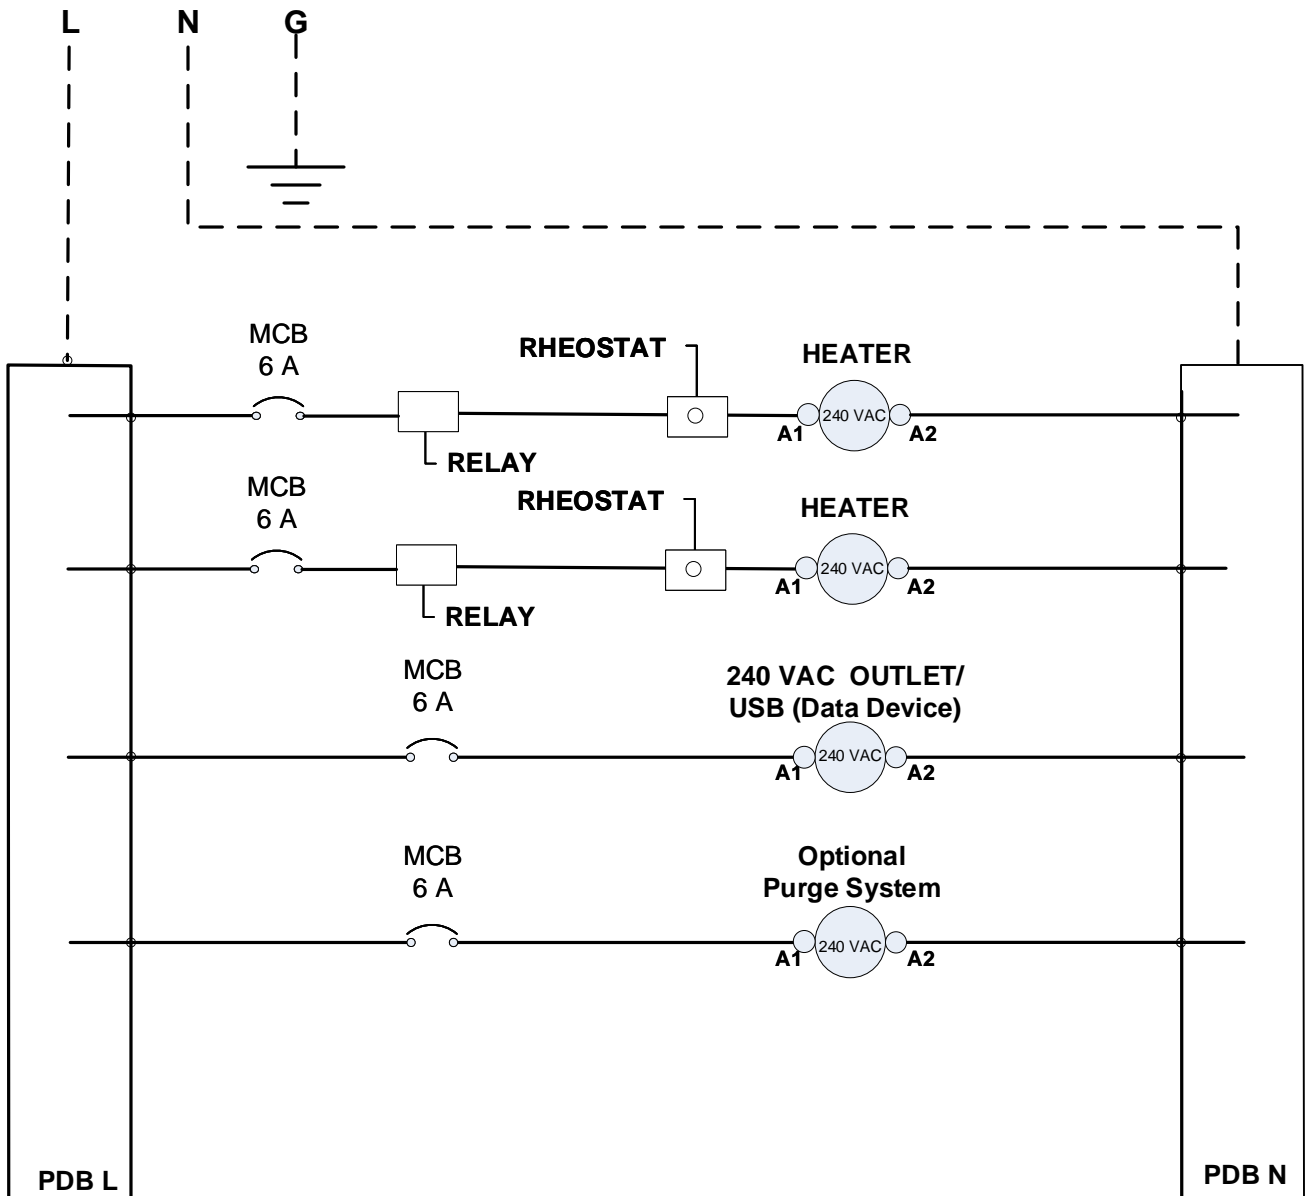 L N G
MCB
6 A
RHEOSTAT
HEATER
240 VAC
A1 A2
RELAY
MCB
6 A
RHEOSTAT
HEATER
240 VAC
A1 A2
RELAY
MCB
6 A
240 VAC OUTLET/
USB (Data Device)
240 VAC
A1 A2
MCB
6 A
Optional
Purge System
240 VAC
A1 A2
PDB L
PDB N